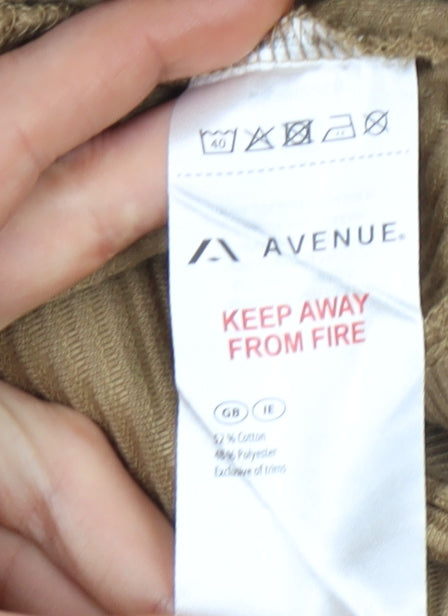 40
AVENUE®
KEEP AWAY
FROM FIRE
GB IE
52 % Cotton
48% Polyester
Exclusive of trims